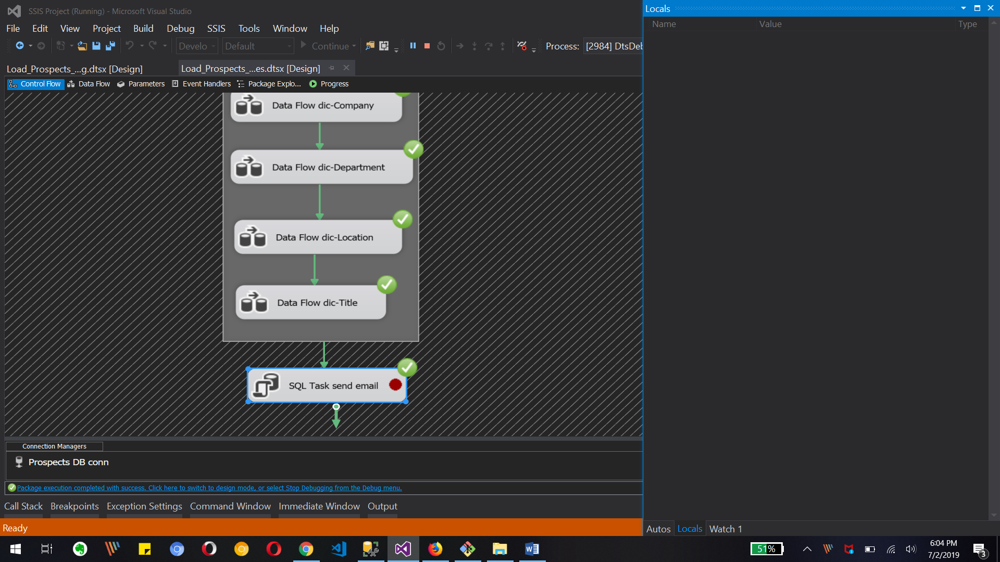 SSIS Project (Running) - Microsoft Visual Studio
File Edit View Project Build Debug SSIS Tools Window Help
Develo Default Continue Process: [2984] DtsDeb
Load_Prospects_...g.dtsx [Design] Load_Prospects_...es.dtsx [Design]
Control Flow Data Flow Parameters Event Handlers Package Explo... Progress
Data Flow dic-Company
Data Flow dic-Department
Data Flow dic-Location
Data Flow dic-Title
SQL Task send email
Connection Managers
Prospects DB conn
Package execution completed with success. Click here to switch to design mode, or select Stop Debugging from the Debug menu.
Call Stack Breakpoints Exception Settings Command Window Immediate Window Output
Ready
Locals
Name Value Type
Autos Locals Watch 1
51%
6:04 PM
7/2/2019
3